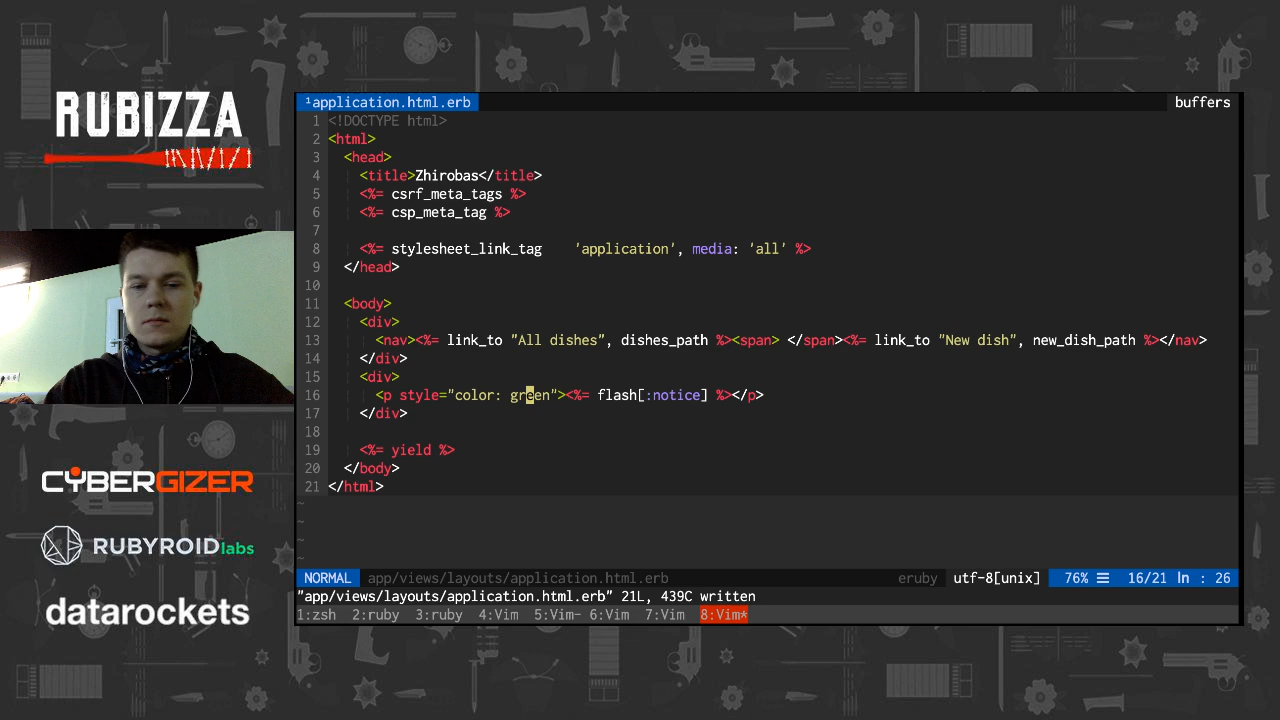 RUBIZZA
CYBERGIZER
RUBYROID labs
datarockets
¹application.html.erb buffers
1 <!DOCTYPE html>
2 <html>
3 <head>
4 <title>Zhirobas</title>
5 <%= csrf_meta_tags %>
6 <%= csp_meta_tag %>
7
8 <%= stylesheet_link_tag 'application', media: 'all' %>
9 </head>
10
11 <body>
12 <div>
13 <nav><%= link_to "All dishes", dishes_path %><span> </span><%= link_to "New dish", new_dish_path %></nav>
14 </div>
15 <div>
16 <p style="color: green"><%= flash[:notice] %></p>
17 </div>
18
19 <%= yield %>
20 </body>
21 </html>
~
~
~
~
NORMAL app/views/layouts/application.html.erb eruby utf-8[unix] 76% ☰ 16/21 ln : 26
"app/views/layouts/application.html.erb" 21L, 439C written
1:zsh 2:ruby 3:ruby 4:Vim 5:Vim- 6:Vim 7:Vim 8:Vim*